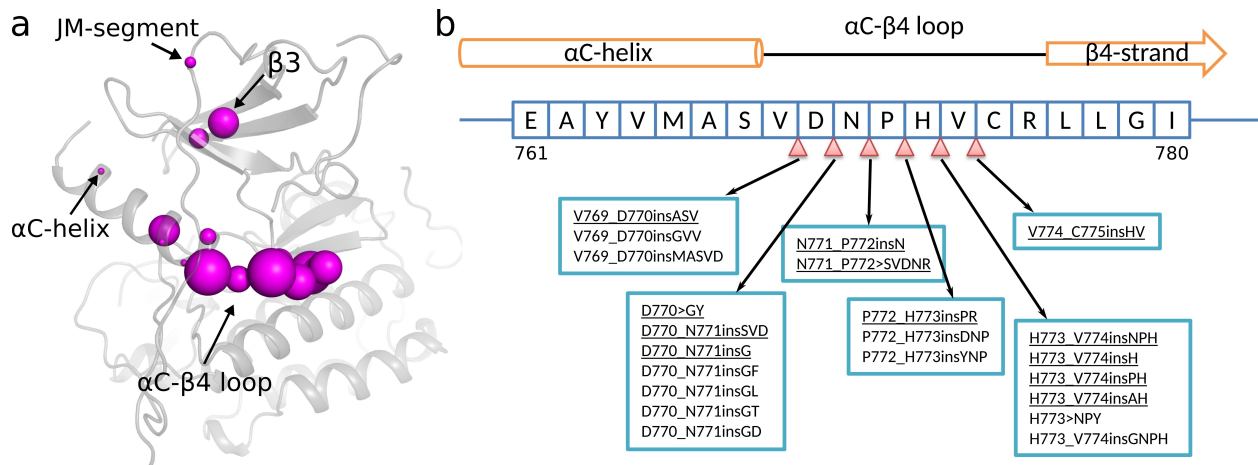 a
JM-segment
β3
αC-helix
αC-β4 loop
b
αC-β4 loop
αC-helix
β4-strand
E A Y V M A S V D N P H V C R L L G I
761
780
V769_D770insASV
V769_D770insGVV
V769_D770insMASVD
D770>GY
D770_N771insSVD
D770_N771insG
D770_N771insGF
D770_N771insGL
D770_N771insGT
D770_N771insGD
N771_P772insN
N771_P772>SVDNR
P772_H773insPR
P772_H773insDNP
P772_H773insYNP
H773_V774insNPH
H773_V774insH
H773_V774insPH
H773_V774insAH
H773>NPY
H773_V774insGNPH
V774_C775insHV